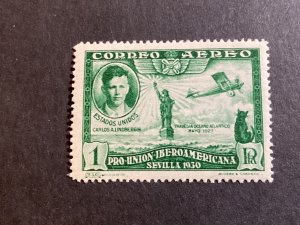 CORREO AEREO
ESTADOS UNIDOS
CARLOS A. LINDBERGH
TRAVESIA OCEANO ATLANTICO
MAYO 1927
1 PRO-UNION IBEROAMERICANA PTA
SEVILLA 1930